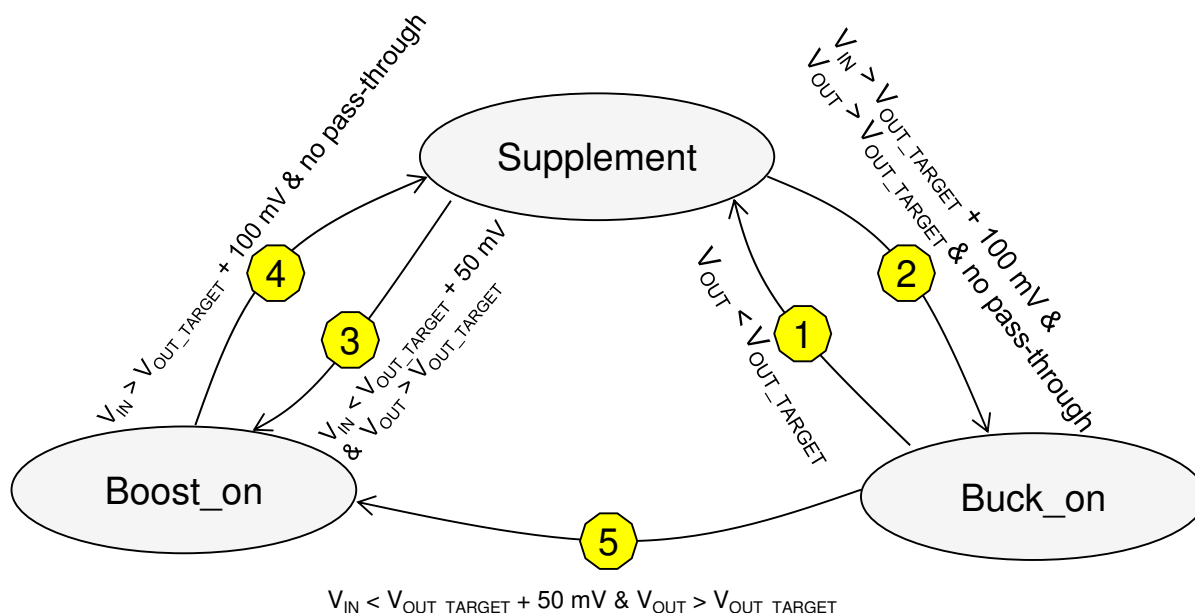 V_IN > V_OUT_TARGET + 100 mV & no pass-through
4
Supplement
V_IN > V_OUT_TARGET + 100 mV &
V_OUT > V_OUT_TARGET & no pass-through
2
3
V_IN < V_OUT_TARGET + 50 mV
& V_OUT > V_OUT_TARGET
1
V_OUT < V_OUT_TARGET
Boost_on
Buck_on
5
V_IN < V_OUT_TARGET + 50 mV & V_OUT > V_OUT_TARGET